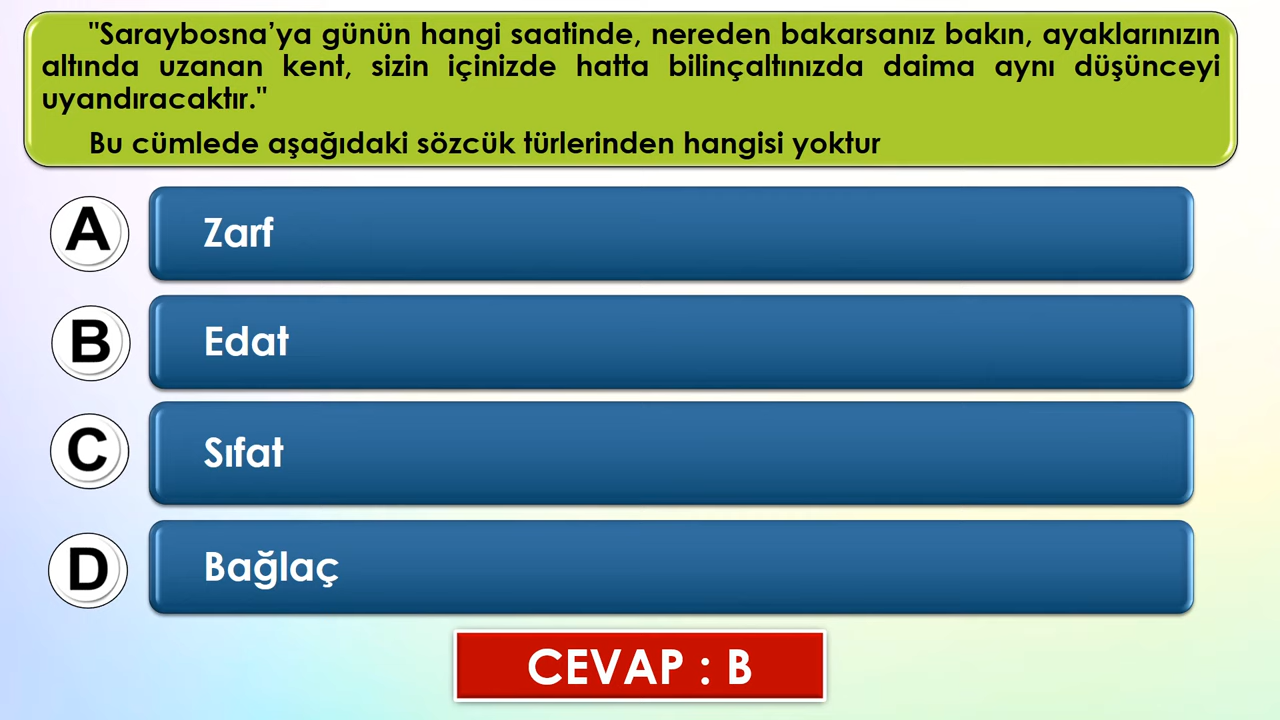 "Saraybosna’ya günün hangi saatinde, nereden bakarsanız bakın, ayaklarınızın
altında uzanan kent, sizin içinizde hatta bilinçaltınızda daima aynı düşünceyi
uyandıracaktır."
Bu cümlede aşağıdaki sözcük türlerinden hangisi yoktur
A Zarf
B Edat
C Sıfat
D Bağlaç
CEVAP : B